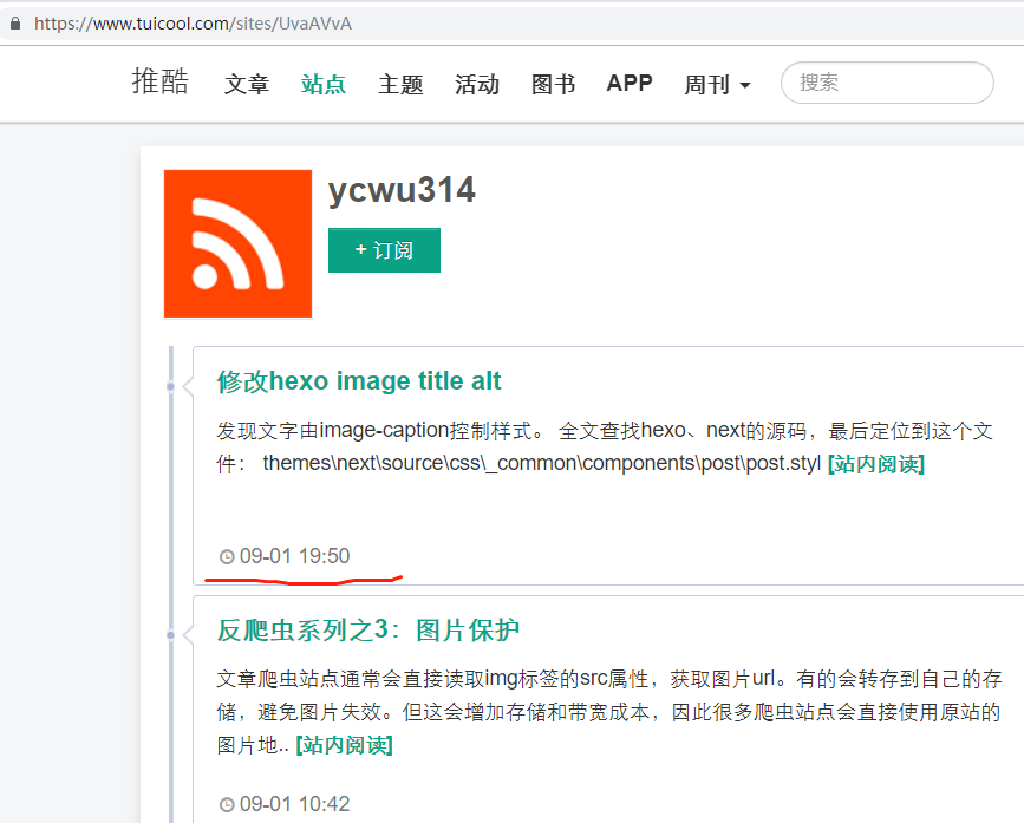 https://www.tuicool.com/sites/UvaAVvA
推酷 文章 站点 主题 活动 图书 APP 周刊 搜索
ycwu314
+ 订阅
修改hexo image title alt
发现文字由image-caption控制样式。 全文查找hexo、next的源码，最后定位到这个文
件： themes\next\source\css\_common\components\post\post.styl [站内阅读]
09-01 19:50
反爬虫系列之3：图片保护
文章爬虫站点通常会直接读取img标签的src属性，获取图片url。有的会转存到自己的存
储，避免图片失效。但这会增加存储和带宽成本，因此很多爬虫站点会直接使用原站的
图片地.. [站内阅读]
09-01 10:42